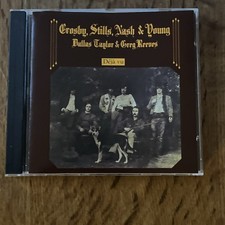 Crosby, Stills, Nash & Young
Dallas Taylor & Greg Reeves
Déjà vu